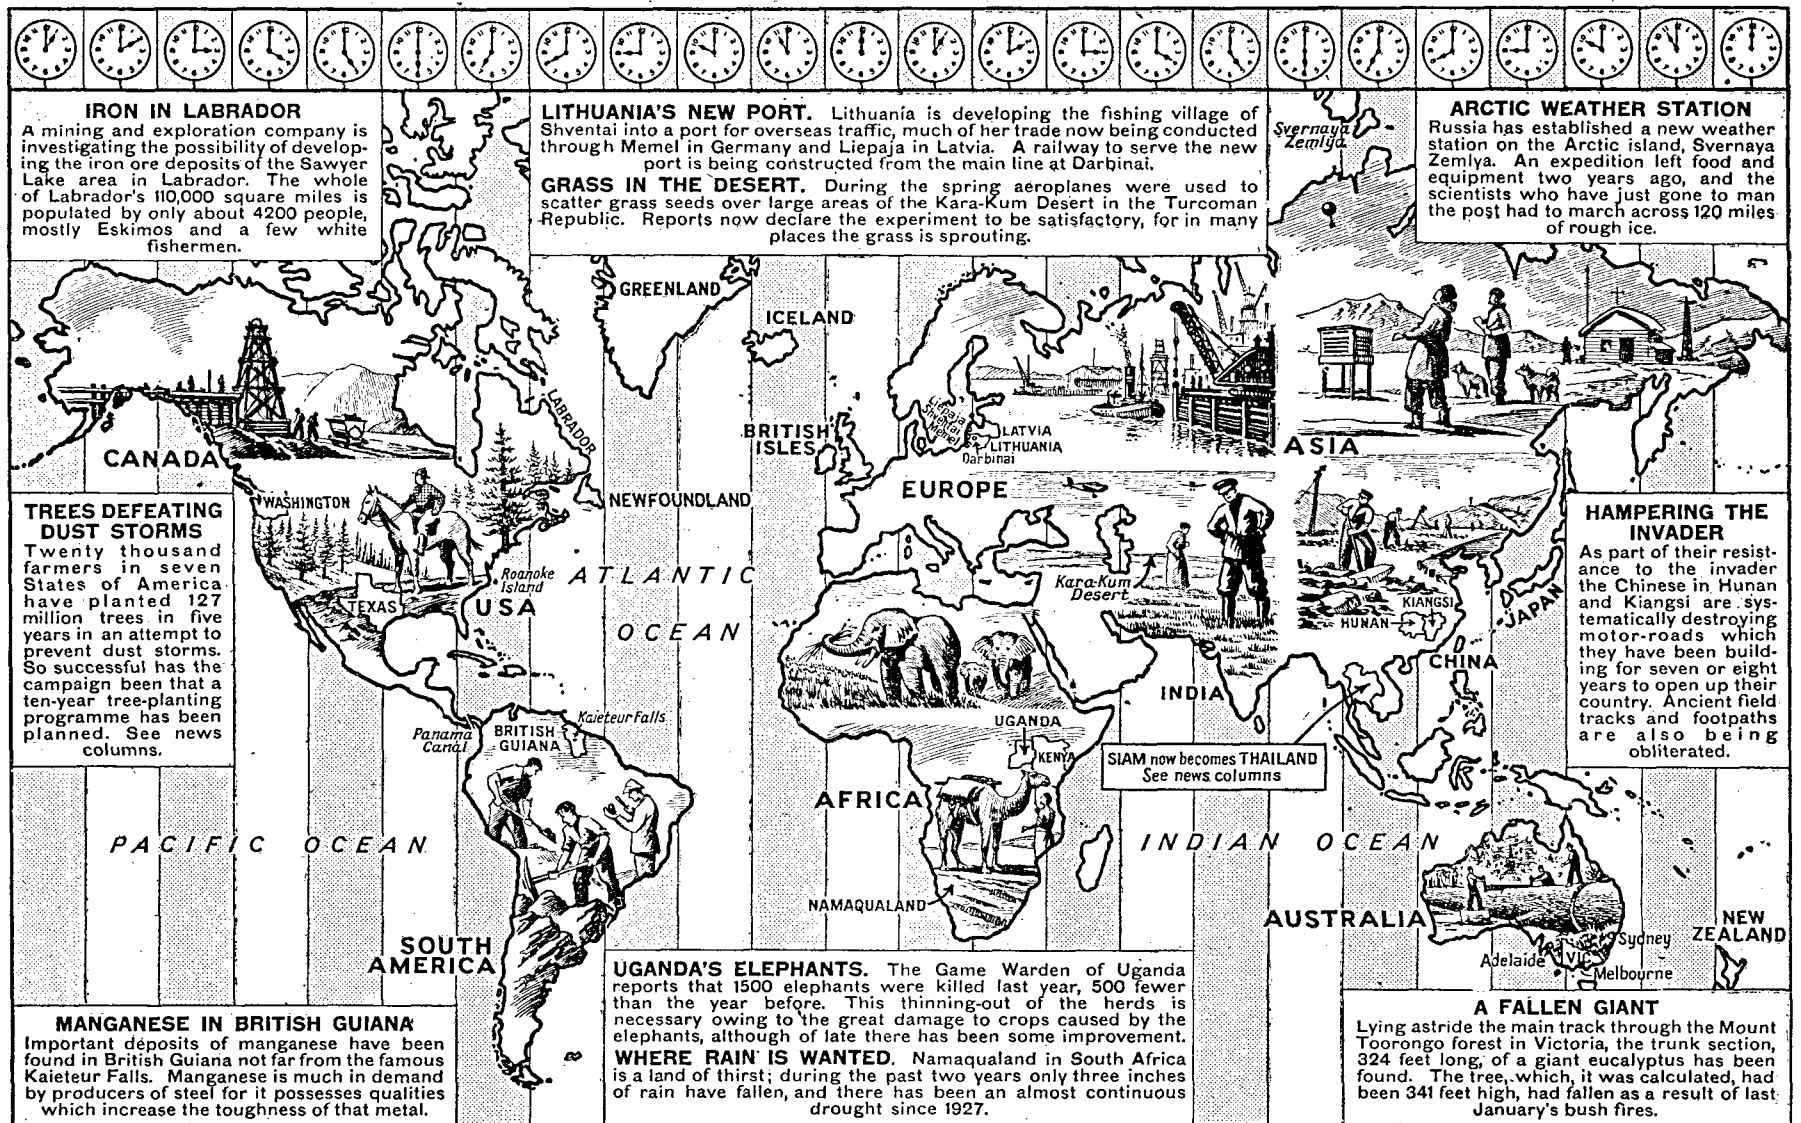 IRON IN LABRADOR
A mining and exploration company is
investigating the possibility of develop-
ing the iron ore deposits of the Sawyer
Lake area in Labrador. The whole
of Labrador's 110,000 square miles is
populated by only about 4200 people,
mostly Eskimos and a few white
fishermen.
LITHUANIA'S NEW PORT. Lithuania is developing the fishing village of
Shventai into a port for overseas traffic, much of her trade now being conducted
through Memel in Germany and Liepaja in Latvia. A railway to serve the new
port is being constructed from the main line at Darbinai.
GRASS IN THE DESERT. During the spring aeroplanes were used to
scatter grass seeds over large areas of the Kara-Kum Desert in the Turcoman
Republic. Reports now declare the experiment to be satisfactory, for in many
places the grass is sprouting.
Svernaya
Zemlya
ARCTIC WEATHER STATION
Russia has established a new weather
station on the Arctic island, Svernaya
Zemlya. An expedition left food and
equipment two years ago, and the
scientists who have just gone to man
the post had to march across 120 miles
of rough ice.
GREENLAND
ICELAND
LABRADOR
CANADA
BRITISH
ISLES
Liepaja
Shventai
Memel
LATVIA
LITHUANIA
Darbinai
ASIA
EUROPE
WASHINGTON
NEWFOUNDLAND
TREES DEFEATING
DUST STORMS
Twenty thousand
farmers in seven
States of America
have planted 127
million trees in five
years in an attempt to
prevent dust storms.
So successful has the
campaign been that a
ten-year tree-planting
programme has been
planned. See news
columns.
HAMPERING THE
INVADER
As part of their resist-
ance to the invader
the Chinese in Hunan
and Kiangsi are sys-
tematically destroying
motor-roads which
they have been build-
ing for seven or eight
years to open up their
country. Ancient field
tracks and footpaths
are also being
obliterated.
Roanoke
Island
TEXAS
USA
ATLANTIC
OCEAN
Kara-Kum
Desert
KIANGSI
HUNAN
JAPAN
CHINA
INDIA
Panama
Canal
BRITISH
GUIANA
Kaieteur Falls
UGANDA
KENYA
SIAM now becomes THAILAND
See news columns
AFRICA
PACIFIC OCEAN
INDIAN OCEAN
NAMAQUALAND
AUSTRALIA
SOUTH
AMERICA
Adelaide
VIC
Sydney
Melbourne
NEW
ZEALAND
MANGANESE IN BRITISH GUIANA
Important deposits of manganese have been
found in British Guiana not far from the famous
Kaieteur Falls. Manganese is much in demand
by producers of steel for it possesses qualities
which increase the toughness of that metal.
UGANDA'S ELEPHANTS. The Game Warden of Uganda
reports that 1500 elephants were killed last year, 500 fewer
than the year before. This thinning-out of the herds is
necessary owing to the great damage to crops caused by the
elephants, although of late there has been some improvement.
WHERE RAIN IS WANTED. Namaqualand in South Africa
is a land of thirst; during the past two years only three inches
of rain have fallen, and there has been an almost continuous
drought since 1927.
A FALLEN GIANT
Lying astride the main track through the Mount
Toorongo forest in Victoria, the trunk section,
324 feet long, of a giant eucalyptus has been
found. The tree, which, it was calculated, had
been 341 feet high, had fallen as a result of last
January's bush fires.